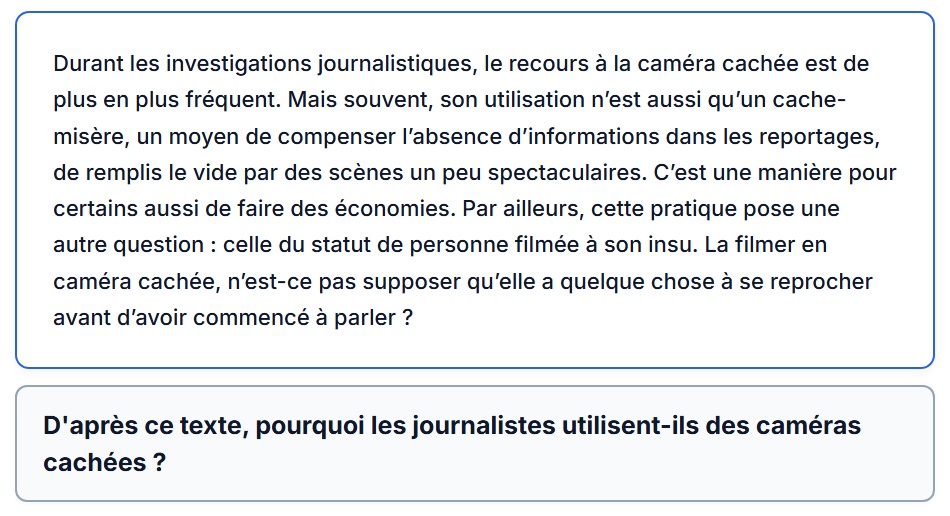 Durant les investigations journalistiques, le recours à la caméra cachée est de
plus en plus fréquent. Mais souvent, son utilisation n’est aussi qu’un cache-
misère, un moyen de compenser l’absence d’informations dans les reportages,
de remplis le vide par des scènes un peu spectaculaires. C’est une manière pour
certains aussi de faire des économies. Par ailleurs, cette pratique pose une
autre question : celle du statut de personne filmée à son insu. La filmer en
caméra cachée, n’est-ce pas supposer qu’elle a quelque chose à se reprocher
avant d’avoir commencé à parler ?
D'après ce texte, pourquoi les journalistes utilisent-ils des caméras
cachées ?